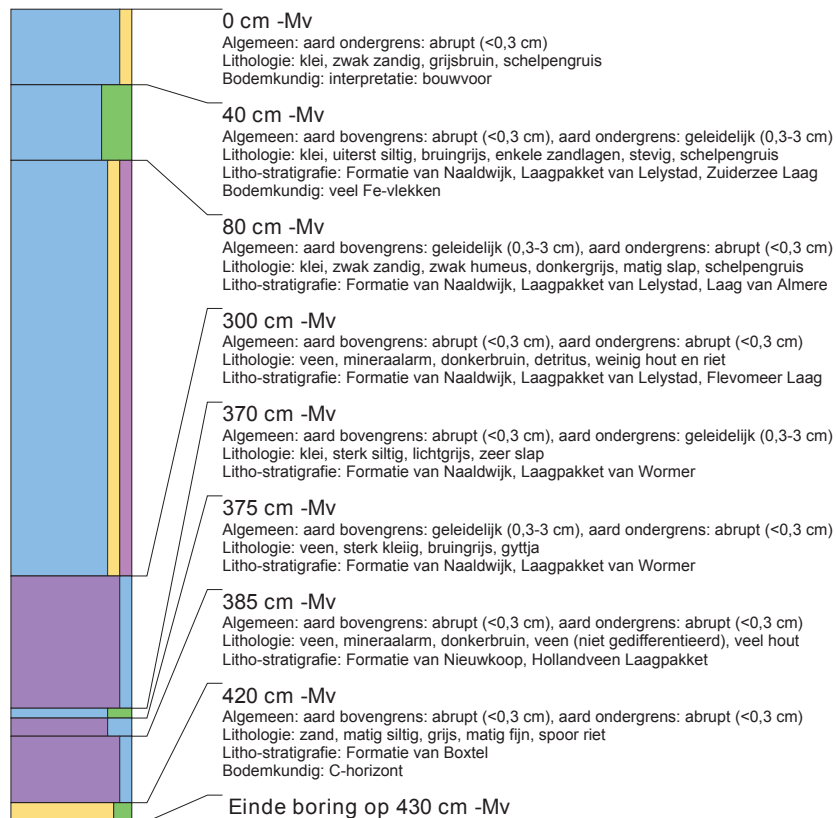 0 cm -Mv
Algemeen: aard ondergrens: abrupt (<0,3 cm)
Lithologie: klei, zwak zandig, grijsbruin, schelpengruis
Bodemkundig: interpretatie: bouwvoor
40 cm -Mv
Algemeen: aard bovengrens: abrupt (<0,3 cm), aard ondergrens: geleidelijk (0,3-3 cm)
Lithologie: klei, uiterst siltig, bruingrijs, enkele zandlagen, stevig, schelpengruis
Litho-stratigrafie: Formatie van Naaldwijk, Laagpakket van Lelystad, Zuiderzee Laag
Bodemkundig: veel Fe-vlekken
80 cm -Mv
Algemeen: aard bovengrens: geleidelijk (0,3-3 cm), aard ondergrens: abrupt (<0,3 cm)
Lithologie: klei, zwak zandig, zwak humeus, donkergrijs, matig slap, schelpengruis
Litho-stratigrafie: Formatie van Naaldwijk, Laagpakket van Lelystad, Laag van Almere
300 cm -Mv
Algemeen: aard bovengrens: abrupt (<0,3 cm), aard ondergrens: abrupt (<0,3 cm)
Lithologie: veen, mineraalarm, donkerbruin, detritus, weinig hout en riet
Litho-stratigrafie: Formatie van Naaldwijk, Laagpakket van Lelystad, Flevomeer Laag
370 cm -Mv
Algemeen: aard bovengrens: abrupt (<0,3 cm), aard ondergrens: geleidelijk (0,3-3 cm)
Lithologie: klei, sterk siltig, lichtgrijs, zeer slap
Litho-stratigrafie: Formatie van Naaldwijk, Laagpakket van Wormer
375 cm -Mv
Algemeen: aard bovengrens: geleidelijk (0,3-3 cm), aard ondergrens: abrupt (<0,3 cm)
Lithologie: veen, sterk kleiig, bruingrijs, gyttja
Litho-stratigrafie: Formatie van Naaldwijk, Laagpakket van Wormer
385 cm -Mv
Algemeen: aard bovengrens: abrupt (<0,3 cm), aard ondergrens: abrupt (<0,3 cm)
Lithologie: veen, mineraalarm, donkerbruin, veen (niet gedifferentieerd), veel hout
Litho-stratigrafie: Formatie van Nieuwkoop, Hollandveen Laagpakket
420 cm -Mv
Algemeen: aard bovengrens: abrupt (<0,3 cm), aard ondergrens: abrupt (<0,3 cm)
Lithologie: zand, matig siltig, grijs, matig fijn, spoor riet
Litho-stratigrafie: Formatie van Boxtel
Bodemkundig: C-horizont
Einde boring op 430 cm -Mv